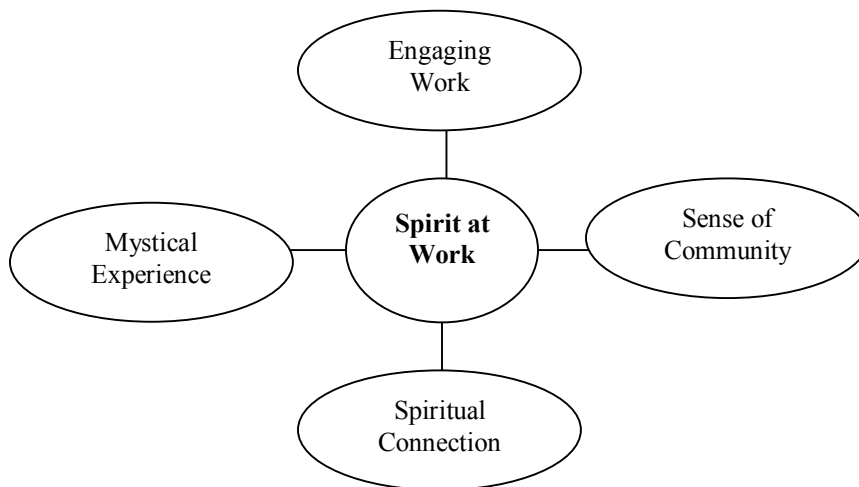 Engaging
Work
Spirit at
Work
Sense of
Community
Mystical
Experience
Spiritual
Connection